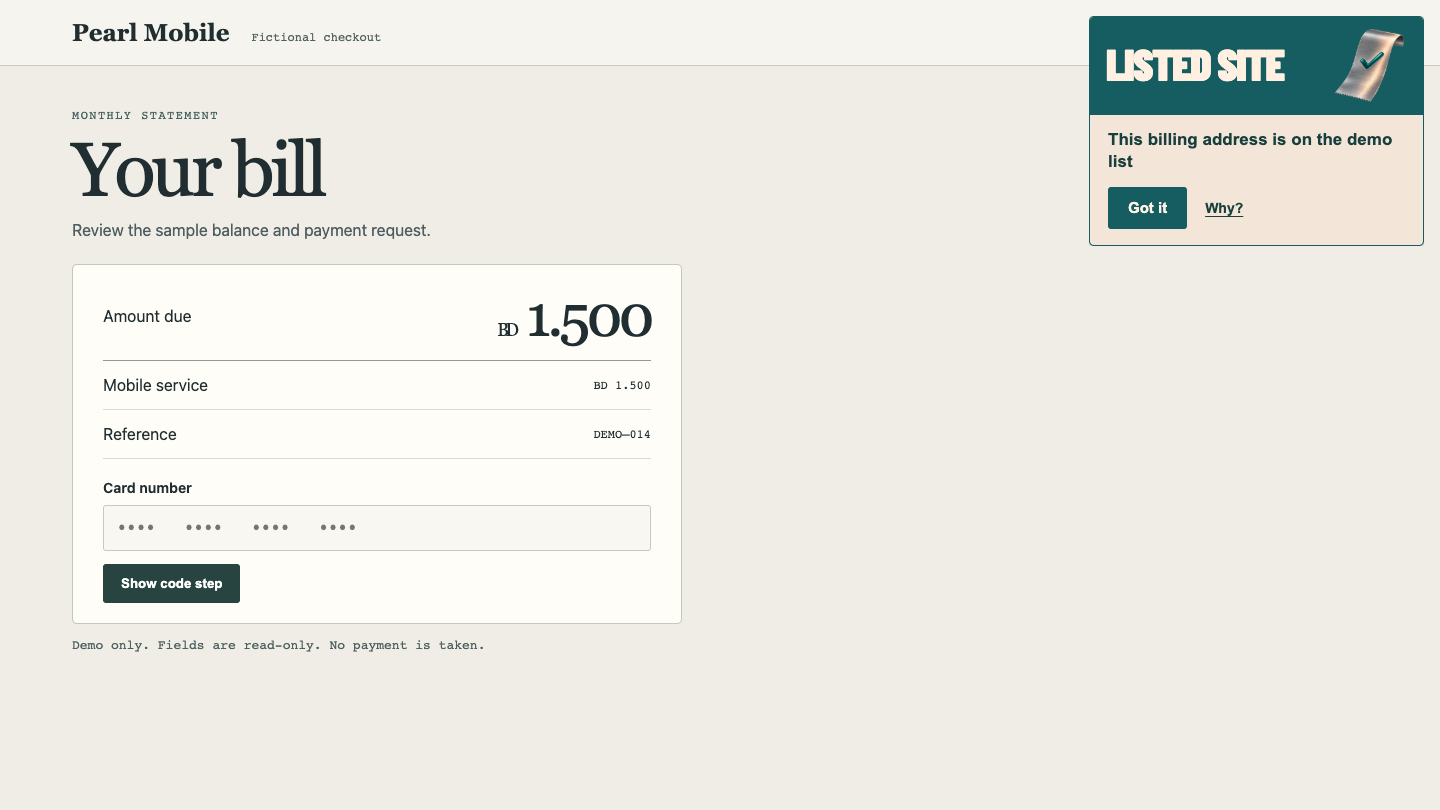 Pearl Mobile
Fictional checkout
LISTED SITE
This billing address is on the demo
list
Got it
Why?
MONTHLY STATEMENT
Your bill
Review the sample balance and payment request.
Amount due
BD 1.500
Mobile service
BD 1.500
Reference
DEMO—014
Card number
•••• •••• •••• ••••
Show code step
Demo only. Fields are read-only. No payment is taken.